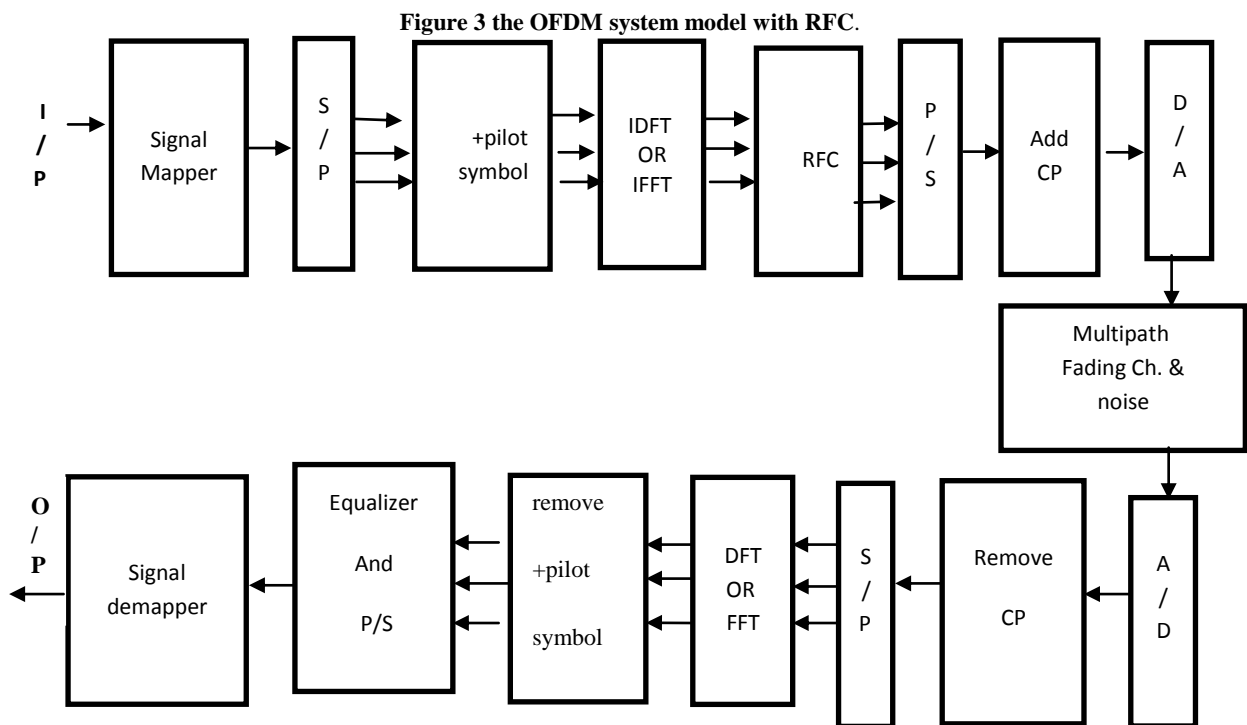 Figure 3 the OFDM system model with RFC.
I
/
P
Signal
Mapper
S
/
P
+pilot
symbol
IDFT
OR
IFFT
RFC
P
/
S
Add
CP
D
/
A
Multipath
Fading Ch. &
noise
A
/
D
Remove
CP
S
/
P
DFT
OR
FFT
remove
+pilot
symbol
Equalizer
And
P/S
Signal
demapper
O
/
P